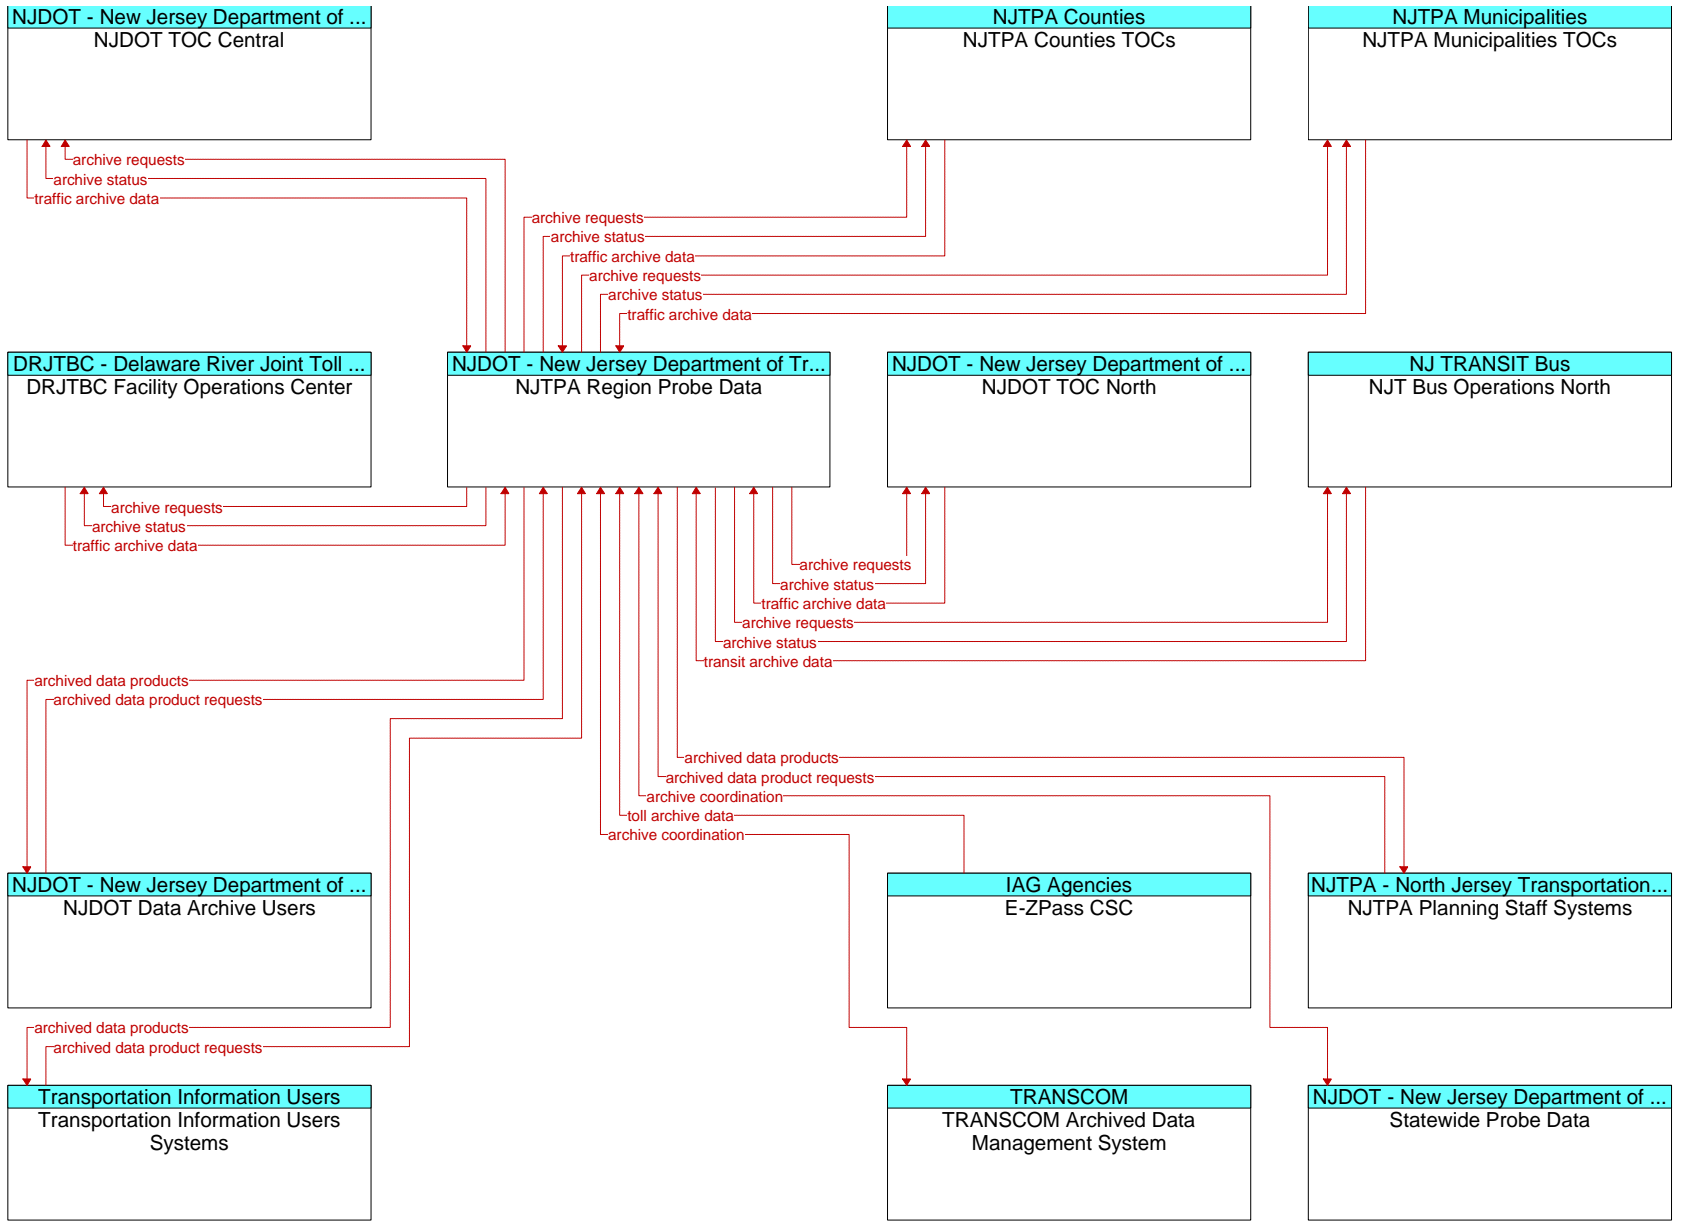 NJDOT - New Jersey Department of ...
NJDOT TOC Central
NJTPA Counties
NJTPA Counties TOCs
NJTPA Municipalities
NJTPA Municipalities TOCs
archive requests
archive status
traffic archive data
archive requests
archive status
traffic archive data
archive requests
archive status
traffic archive data
DRJTBC - Delaware River Joint Toll ...
DRJTBC Facility Operations Center
NJDOT - New Jersey Department of Tr...
NJTPA Region Probe Data
NJDOT - New Jersey Department of ...
NJDOT TOC North
NJ TRANSIT Bus
NJT Bus Operations North
archive requests
archive status
traffic archive data
archive requests
archive status
traffic archive data
archive requests
archive status
transit archive data
archived data products
archived data product requests
archived data products
archived data product requests
archive coordination
toll archive data
archive coordination
NJDOT - New Jersey Department of ...
NJDOT Data Archive Users
IAG Agencies
E-ZPass CSC
NJTPA - North Jersey Transportation...
NJTPA Planning Staff Systems
archived data products
archived data product requests
Transportation Information Users
Transportation Information Users
Systems
TRANSCOM
TRANSCOM Archived Data
Management System
NJDOT - New Jersey Department of ...
Statewide Probe Data